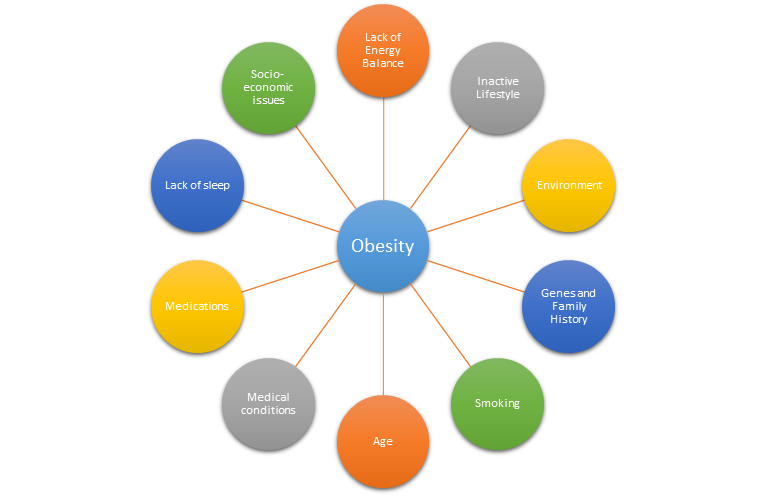 Lack of
Energy
Balance
Inactive
Lifestyle
Environment
Genes and
Family
History
Smoking
Age
Medical
conditions
Medications
Lack of sleep
Socio-
economic
issues
Obesity